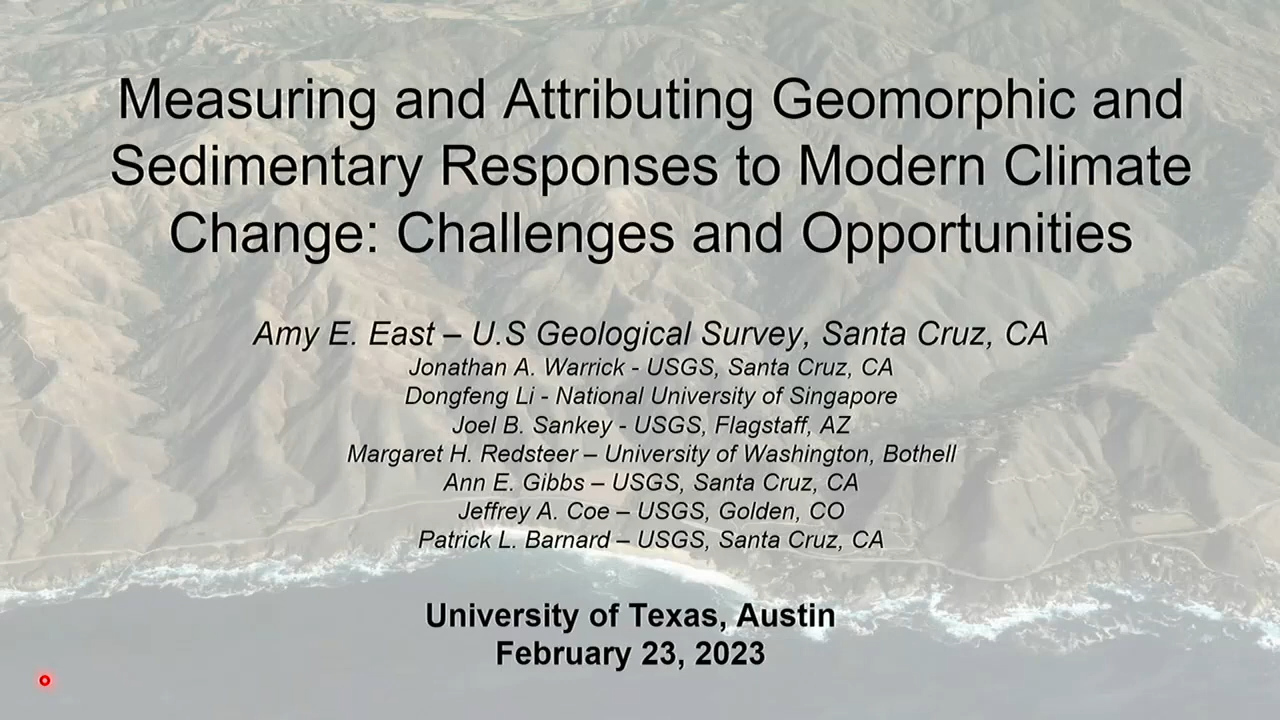 Measuring and Attributing Geomorphic and
Sedimentary Responses to Modern Climate
Change: Challenges and Opportunities
Amy E. East – U.S Geological Survey, Santa Cruz, CA
Jonathan A. Warrick - USGS, Santa Cruz, CA
Dongfeng Li - National University of Singapore
Joel B. Sankey - USGS, Flagstaff, AZ
Margaret H. Redsteer – University of Washington, Bothell
Ann E. Gibbs – USGS, Santa Cruz, CA
Jeffrey A. Coe – USGS, Golden, CO
Patrick L. Barnard – USGS, Santa Cruz, CA
University of Texas, Austin
February 23, 2023